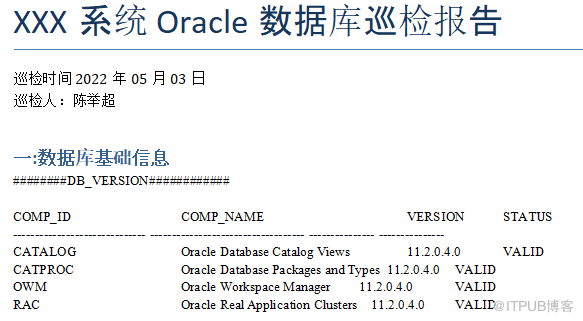 XXX 系统 Oracle 数据库巡检报告
巡检时间 2022 年 05 月 03 日
巡检人：陈举超
一:数据库基础信息
########DB_VERSION############
COMP_ID COMP_NAME VERSION STATUS
------------------------------ ----------------------------------- --------------- ---------------
CATALOG Oracle Database Catalog Views 11.2.0.4.0 VALID
CATPROC Oracle Database Packages and Types 11.2.0.4.0 VALID
OWM Oracle Workspace Manager 11.2.0.4.0 VALID
RAC Oracle Real Application Clusters 11.2.0.4.0 VALID
@ITPUB博客